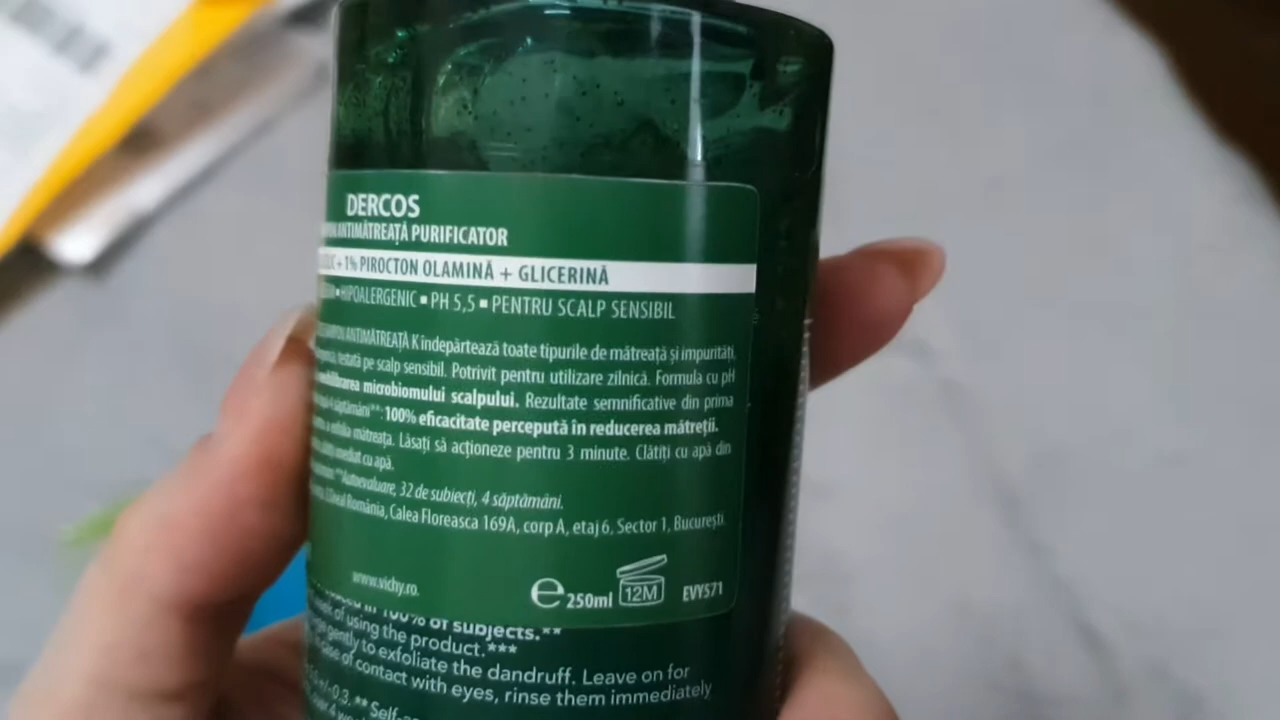 DERCOS
ANTIMĂTREAȚĂ PURIFICATOR
+ 1% PIROCTON OLAMINĂ + GLICERINĂ
HIPOALERGENIC ▪ PH 5,5 ▪ PENTRU SCALP SENSIBIL
ANTIMĂTREAȚĂ K îndepărtează toate tipurile de mătreață și impurități,
testată pe scalp sensibil. Potrivit pentru utilizare zilnică. Formula cu pH
microbiomului scalpului. Rezultate semnificative din prima
săptămâni**: 100% eficacitate percepută în reducerea mătreții.
a exfolia mătreața. Lăsați să acționeze pentru 3 minute. Clătiți cu apă din
imediat cu apă.
**Autoevaluare, 32 de subiecți, 4 săptămâni.
România, Calea Floreasca 169A, corp A, etaj 6, Sector 1, București.
www.vichy.ro.
e 250ml 12M EVY571
in 100% of subjects.**
of using the product.***
gently to exfoliate the dandruff. Leave on for
of contact with eyes, rinse them immediately